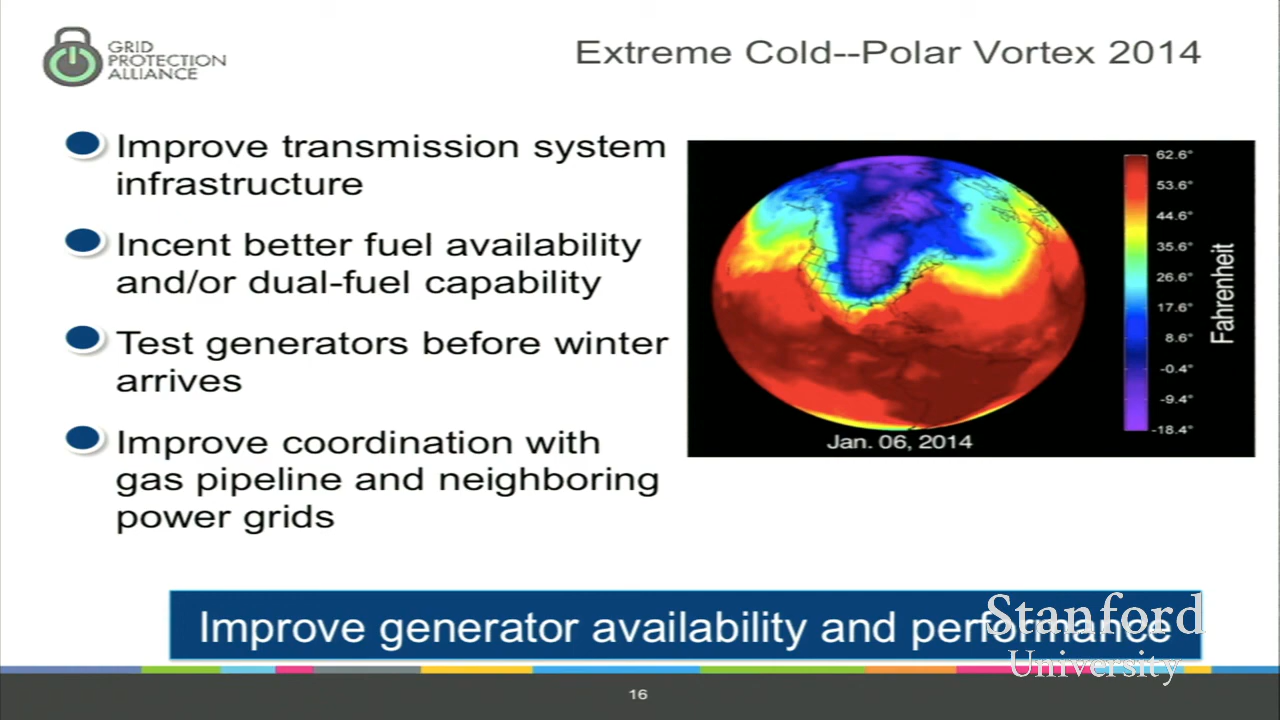 GRID
PROTECTION
ALLIANCE
Extreme Cold--Polar Vortex 2014
Improve transmission system
infrastructure
Incent better fuel availability
and/or dual-fuel capability
Test generators before winter
arrives
Improve coordination with
gas pipeline and neighboring
power grids
62.6°
53.6°
44.6°
35.6°
26.6°
17.6°
8.6°
-0.4°
-9.4°
-18.4°
Fahrenheit
Jan. 06, 2014
Improve generator availability and performance
Stanford
University
16